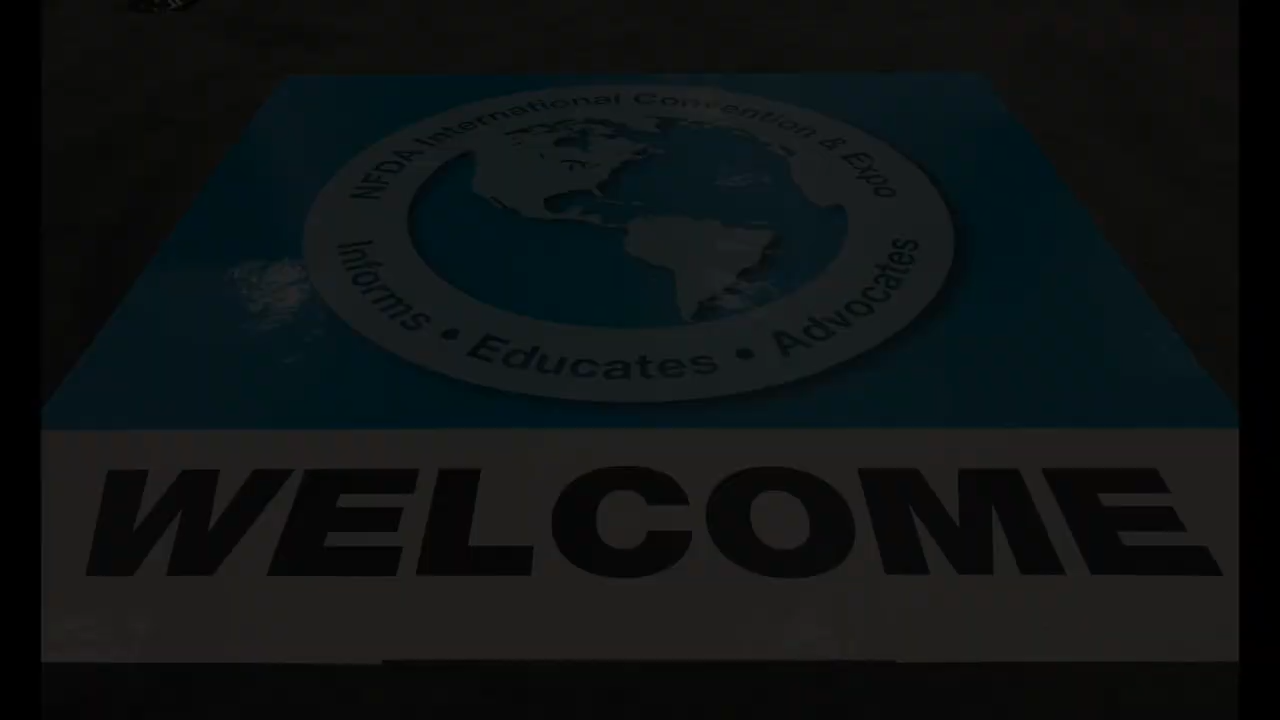 NFDA International Convention & Expo
Informs • Educates • Advocates
WELCOME